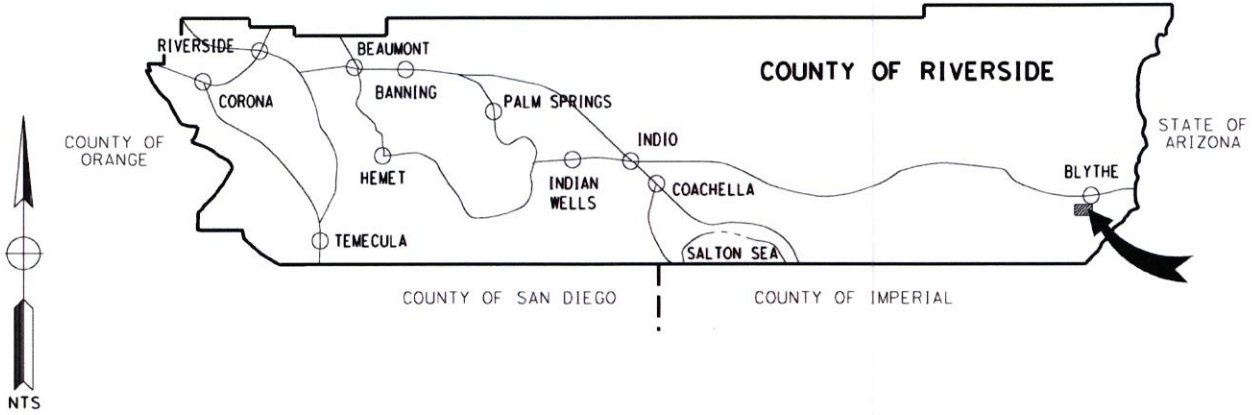 RIVERSIDE
BEAUMONT
COUNTY OF RIVERSIDE
CORONA
BANNING
PALM SPRINGS
COUNTY OF
ORANGE
STATE OF
ARIZONA
INDIO
HEMET
INDIAN
WELLS
COACHELLA
BLYTHE
TEMECULA
SALTON SEA
COUNTY OF SAN DIEGO
COUNTY OF IMPERIAL
NTS